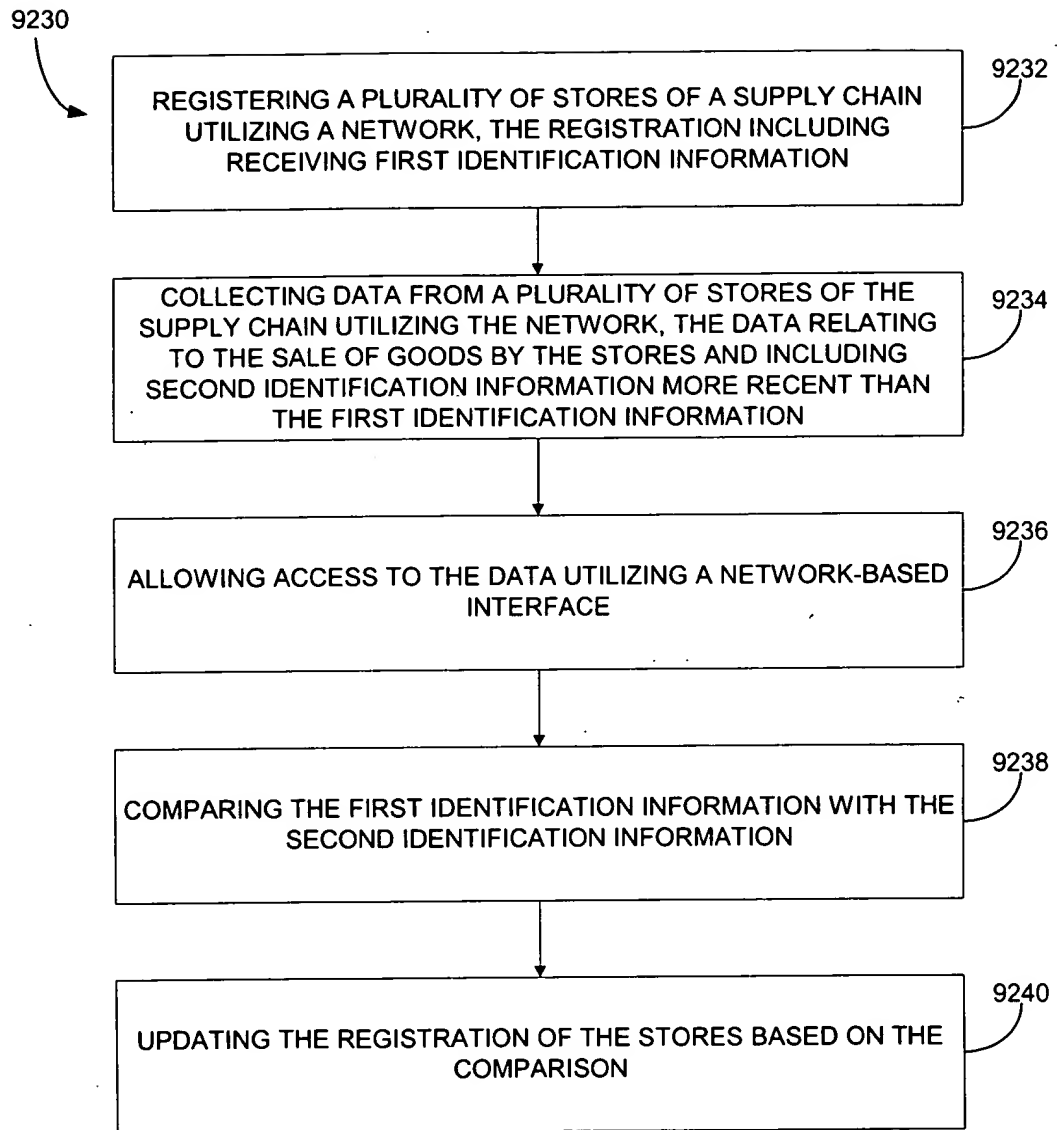 9230
9232
REGISTERING A PLURALITY OF STORES OF A SUPPLY CHAIN
UTILIZING A NETWORK, THE REGISTRATION INCLUDING
RECEIVING FIRST IDENTIFICATION INFORMATION
9234
COLLECTING DATA FROM A PLURALITY OF STORES OF THE
SUPPLY CHAIN UTILIZING THE NETWORK, THE DATA RELATING
TO THE SALE OF GOODS BY THE STORES AND INCLUDING
SECOND IDENTIFICATION INFORMATION MORE RECENT THAN
THE FIRST IDENTIFICATION INFORMATION
9236
ALLOWING ACCESS TO THE DATA UTILIZING A NETWORK-BASED
INTERFACE
9238
COMPARING THE FIRST IDENTIFICATION INFORMATION WITH THE
SECOND IDENTIFICATION INFORMATION
9240
UPDATING THE REGISTRATION OF THE STORES BASED ON THE
COMPARISON